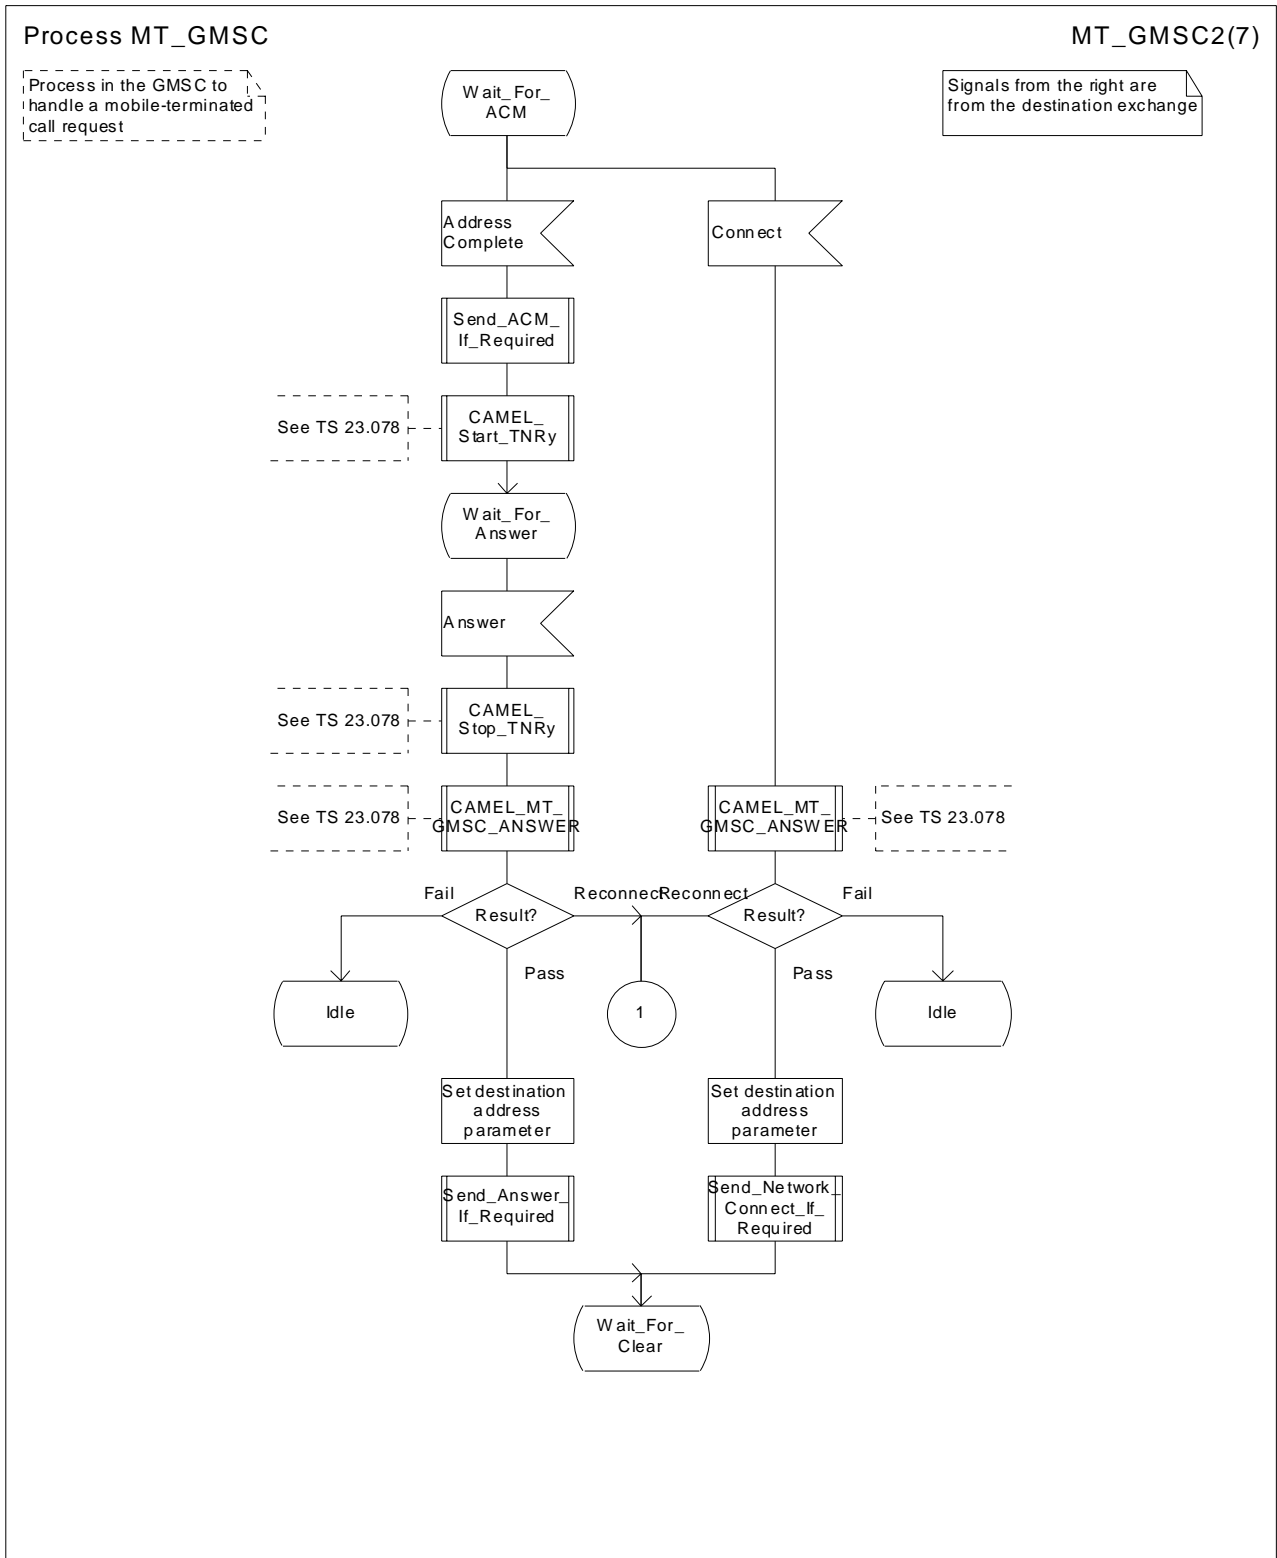 Process MT_GMSC
MT_GMSC2(7)
Process in the GMSC to
handle a mobile-terminated
call request
Signals from the right are
from the destination exchange
Wait_For_
ACM
Address
Complete
Connect
Send_ACM_
If_Required
See TS 23.078
CAMEL_
Start_TNRy
Wait_For_
Answer
Answer
See TS 23.078
CAMEL_
Stop_TNRy
See TS 23.078
CAMEL_MT_
GMSC_ANSWER
CAMEL_MT_
GMSC_ANSWER
See TS 23.078
Fail
Reconnect
Reconnect
Fail
Result?
Result?
Pass
Pass
Idle
1
Idle
Set destination
address
parameter
Set destination
address
parameter
Send_Answer_
If_Required
Send_Network_
Connect_If_
Required
Wait_For_
Clear